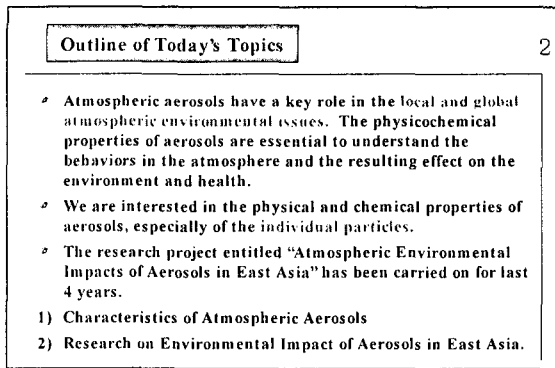 Outline of Today's Topics
2
Atmospheric aerosols have a key role in the local and global
atmospheric environmental issues. The physicochemical
properties of aerosols are essential to understand the
behaviors in the atmosphere and the resulting effect on the
environment and health.
We are interested in the physical and chemical properties of
aerosols, especially of the individual particles.
The research project entitled "Atmospheric Environmental
Impacts of Aerosols in East Asia" has been carried on for last
4 years.
1) Characteristics of Atmospheric Aerosols
2) Research on Environmental Impact of Aerosols in East Asia.